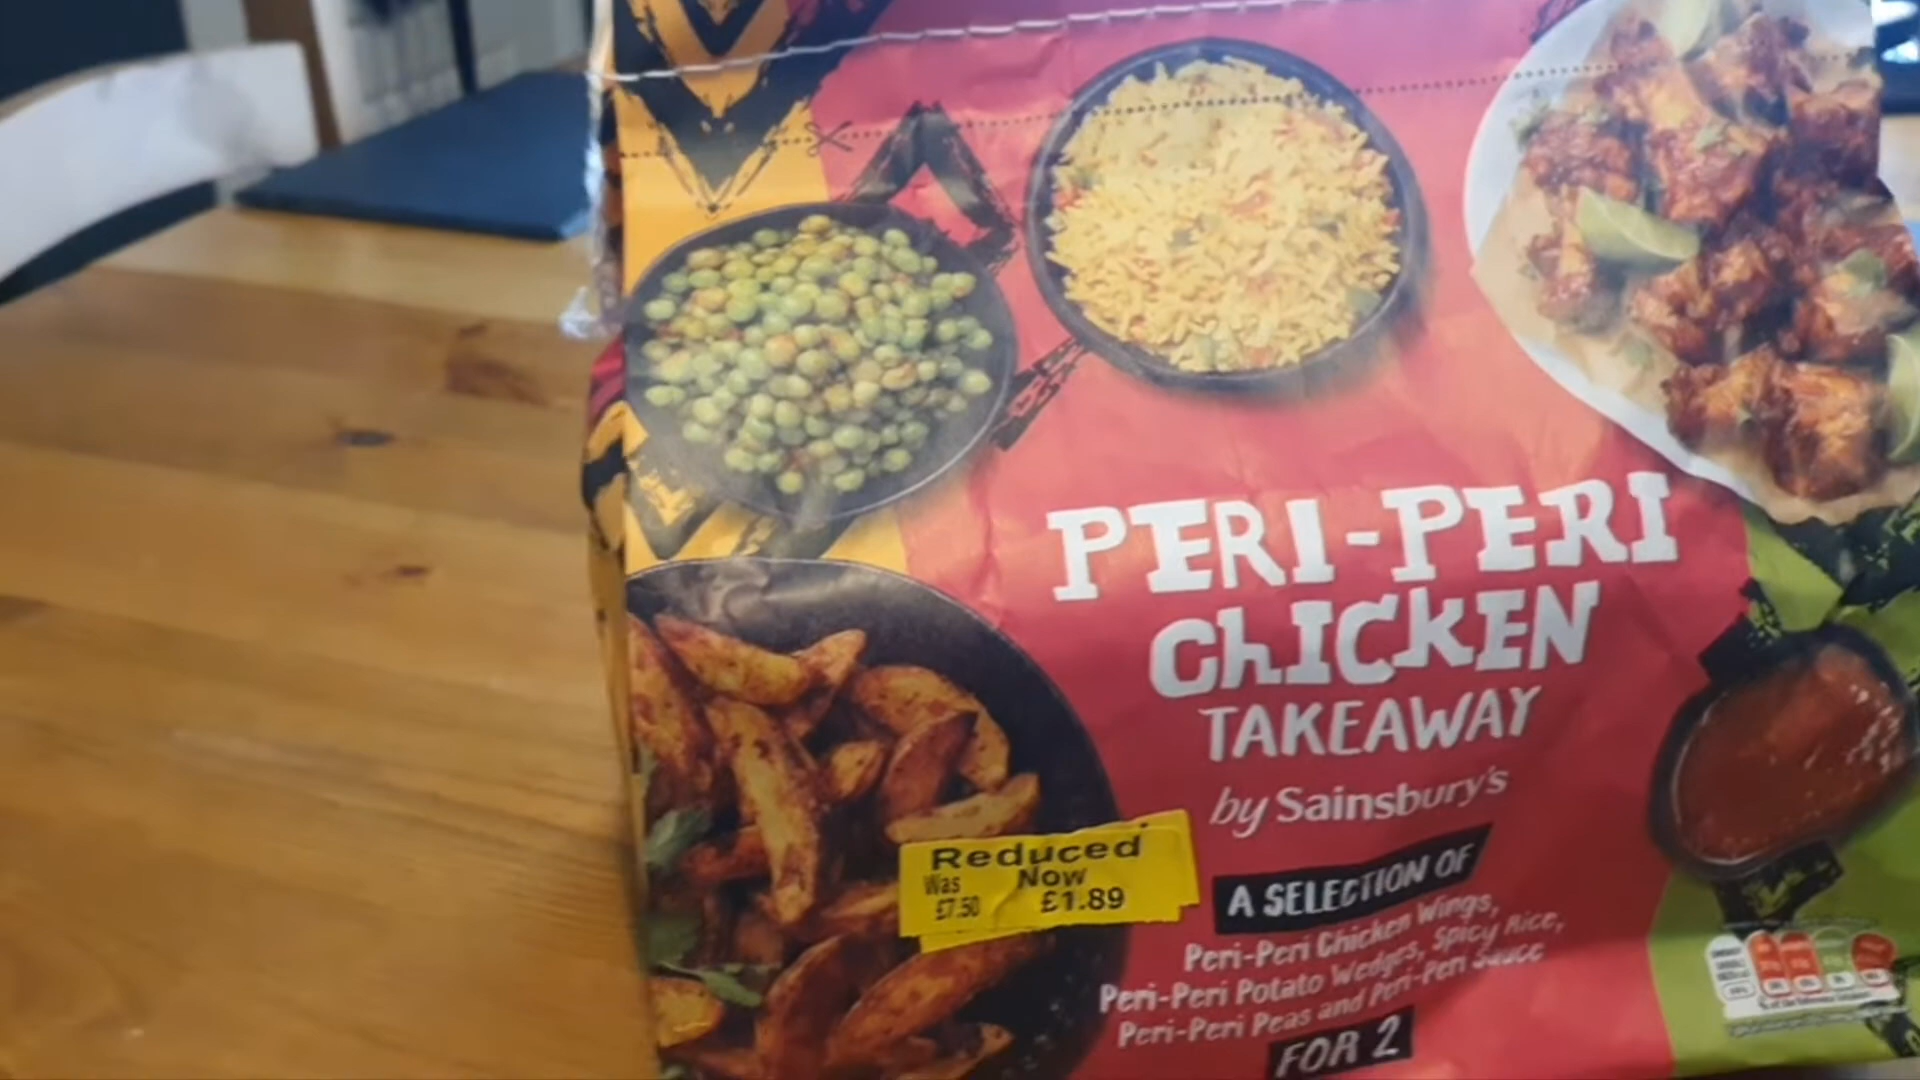 PERI-PERI
ChICKEN
TAKEAWAY
by Sainsbury's
Reduced
Was Now
£7.50 £1.89
A SELECTION OF
Peri-Peri Chicken Wings,
Peri-Peri Potato Wedges, Spicy Rice,
Peri-Peri Peas and Peri-Peri Sauce
FOR 2